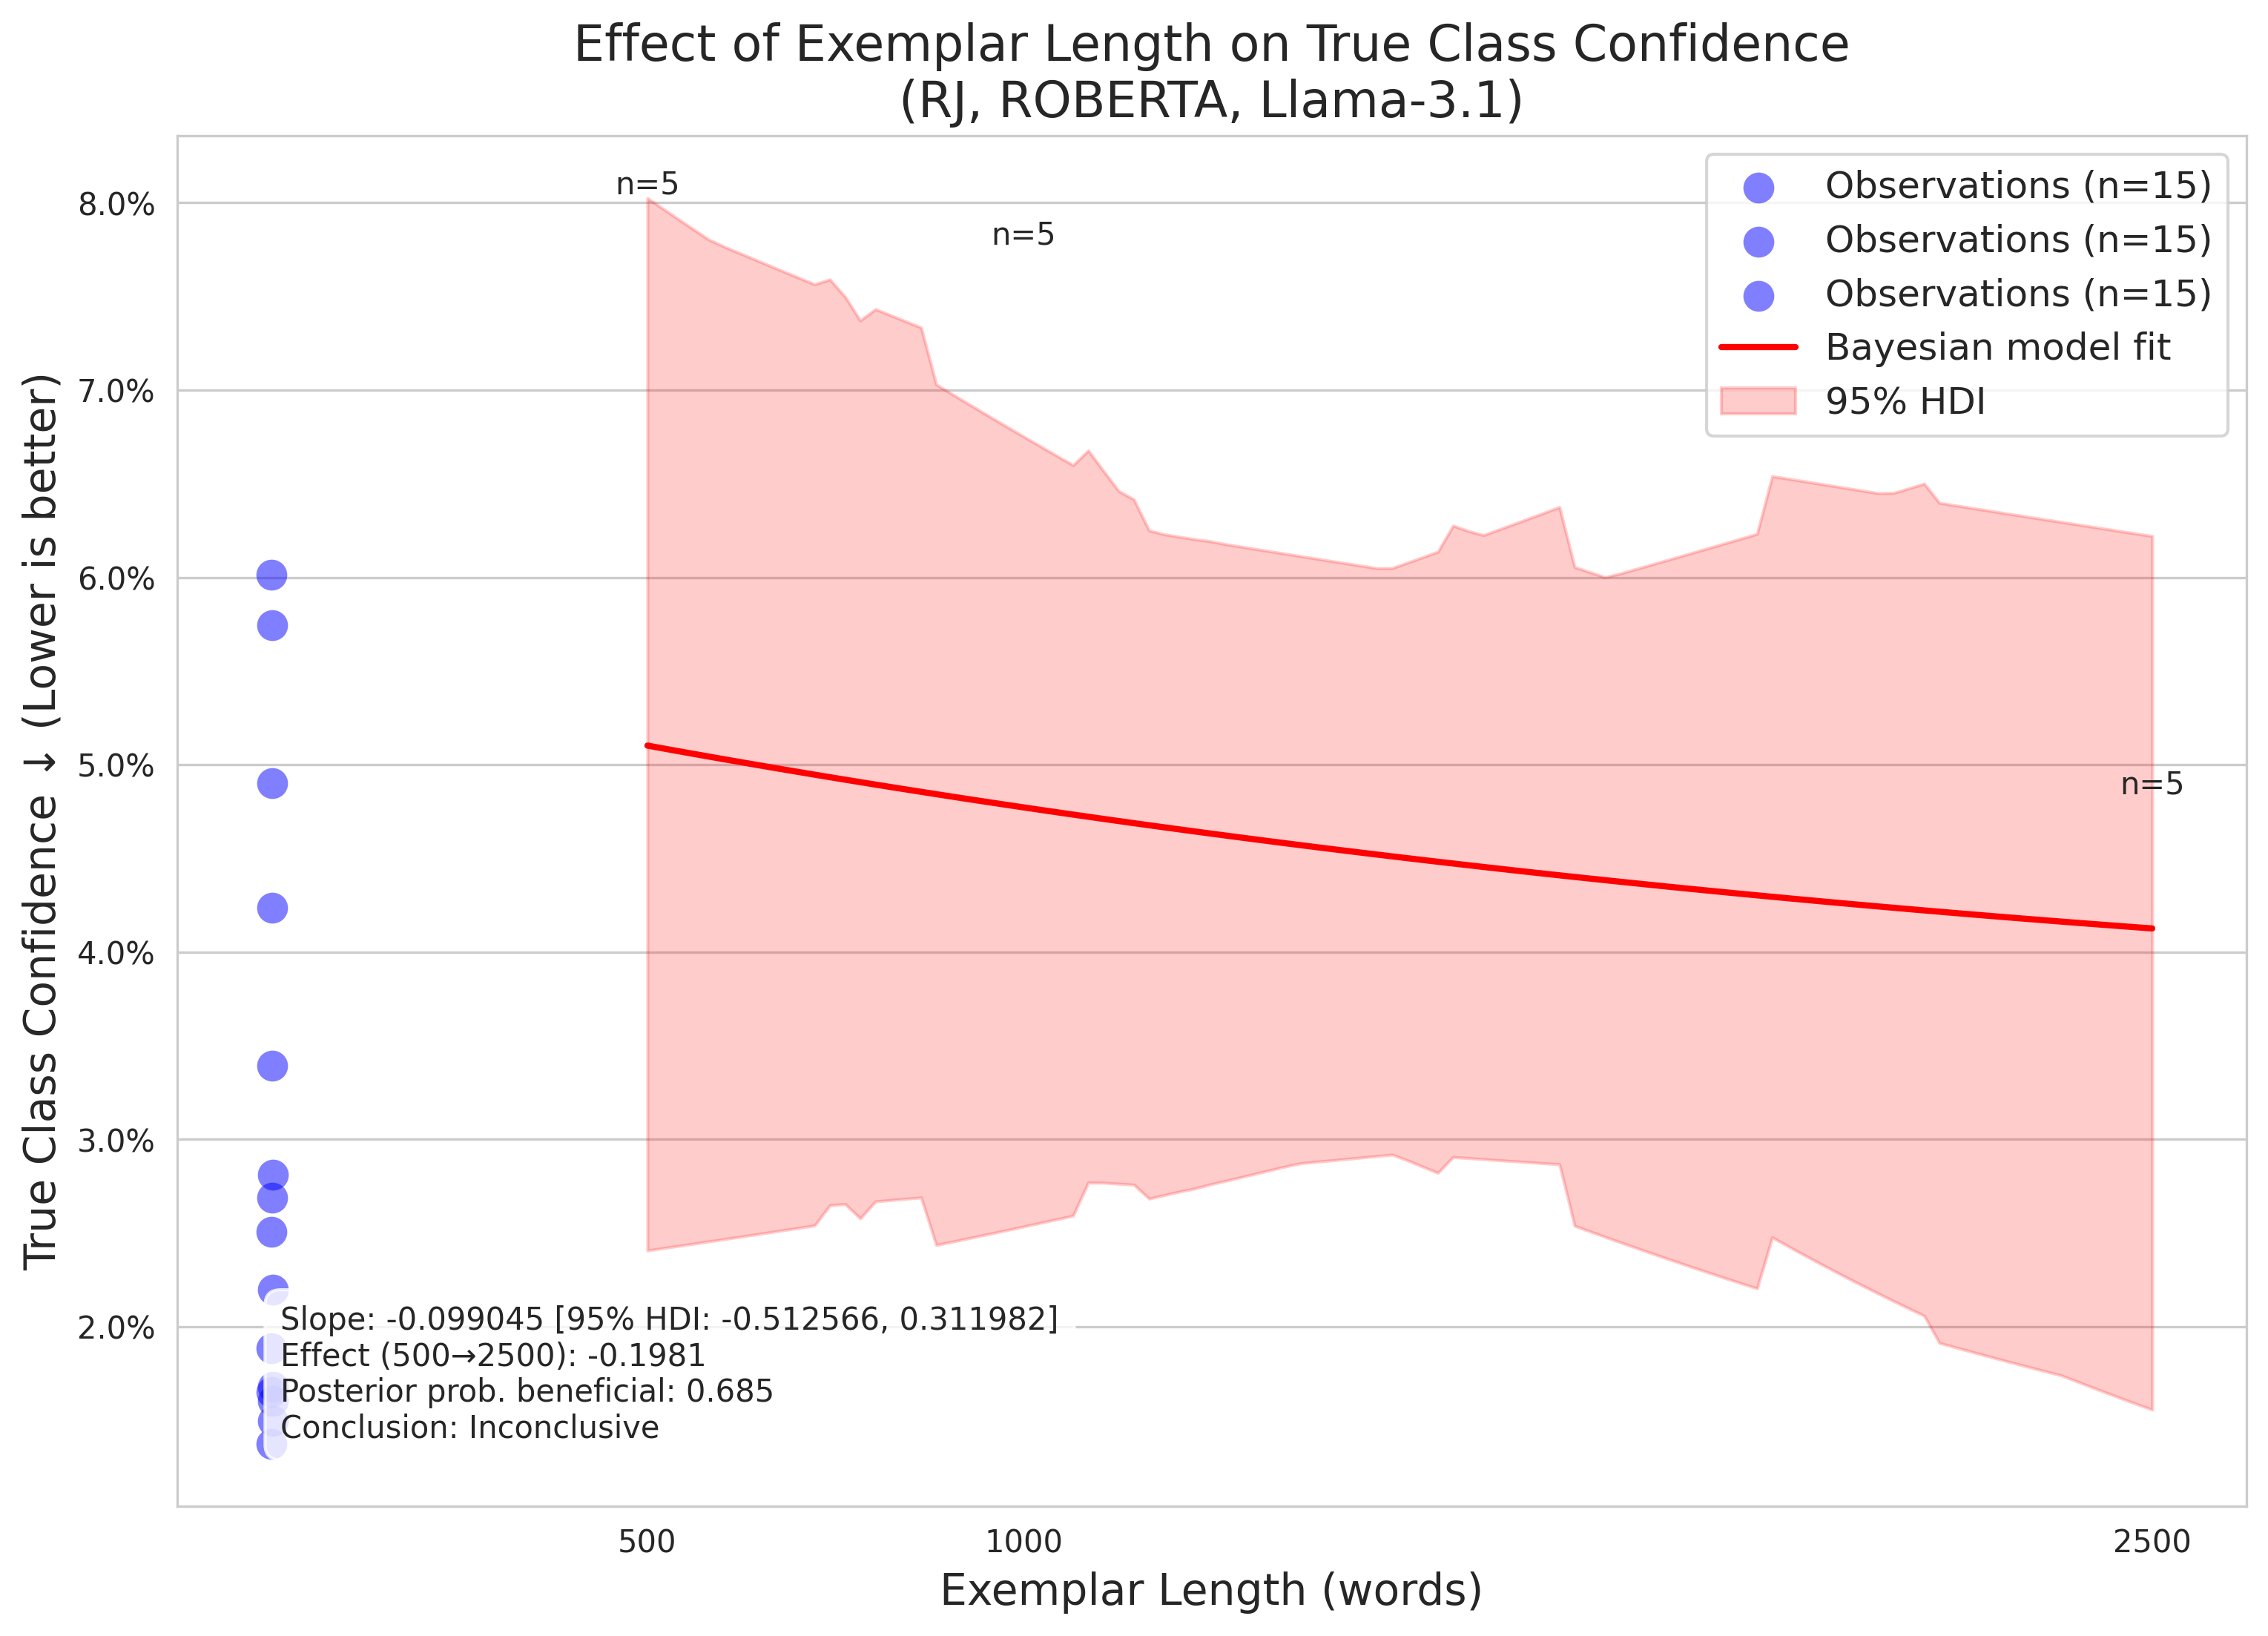 Effect of Exemplar Length on True Class Confidence
(RJ, ROBERTA, Llama-3.1)
True Class Confidence ↓ (Lower is better)
8.0%
7.0%
6.0%
5.0%
4.0%
3.0%
2.0%
n=5
n=5
n=5
Observations (n=15)
Observations (n=15)
Observations (n=15)
Bayesian model fit
95% HDI
Slope: -0.099045 [95% HDI: -0.512566, 0.311982]
Effect (500→2500): -0.1981
Posterior prob. beneficial: 0.685
Conclusion: Inconclusive
500
1000
2500
Exemplar Length (words)